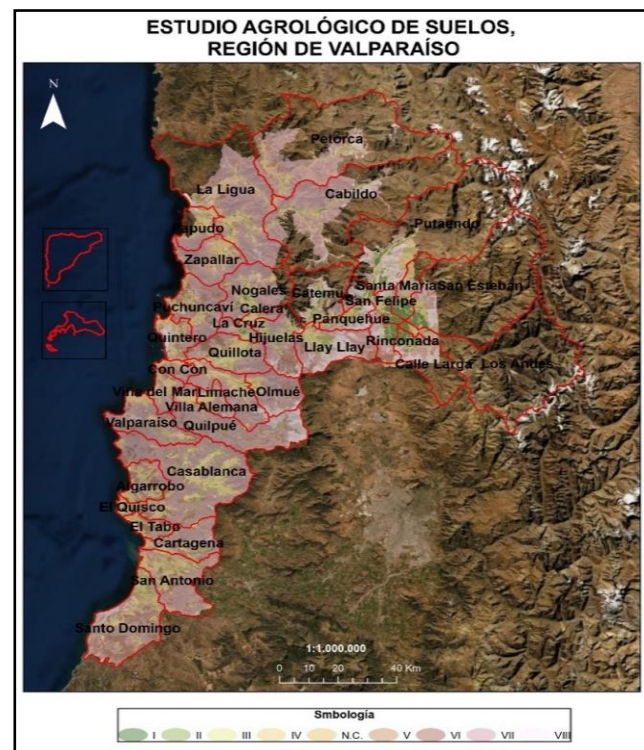 ESTUDIO AGROLÓGICO DE SUELOS,
REGIÓN DE VALPARAÍSO
N
Petorca
La Ligua
Cabildo
Putaendo
Papudo
Zapallar
Nogales
Catemu
Santa María
San Esteban
San Felipe
Puchuncaví
Calera
La Cruz
Panquehue
Quintero
Hijuelas
Rinconada
Quillota
Llay Llay
Calle Larga
Los Andes
Con Cón
Viña del Mar
Limache
Olmué
Villa Alemana
Valparaíso
Quilpué
Casablanca
Algarrobo
El Quisco
El Tabo
Cartagena
San Antonio
Santo Domingo
1:1.000.000
0 10 20 40 Km
Smbología
I II III IV N.C. V VI VII VIII